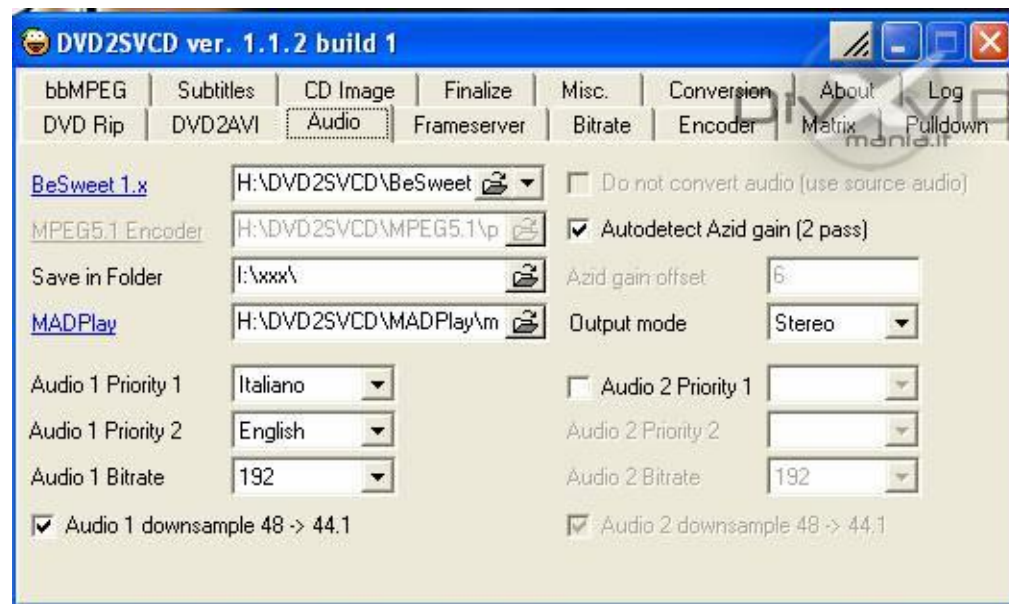 DVD2SVCD ver. 1.1.2 build 1
bbMPEG Subtitles CD Image Finalize Misc. Conversion About Log
DVD Rip DVD2AVI Audio Frameserver Bitrate Encoder Matrix Pulldown
DivXViD
mania.it
BeSweet 1.x H:\DVD2SVCD\BeSweet Do not convert audio (use source audio)
MPEG5.1 Encoder H:\DVD2SVCD\MPEG5.1\p Autodetect Azid gain (2 pass)
Save in Folder I:\xxx\ Azid gain offset 6
MADPlay H:\DVD2SVCD\MADPlay\m Output mode Stereo
Audio 1 Priority 1 Italiano Audio 2 Priority 1
Audio 1 Priority 2 English Audio 2 Priority 2
Audio 1 Bitrate 192 Audio 2 Bitrate 192
Audio 1 downsample 48 -> 44.1 Audio 2 downsample 48 -> 44.1